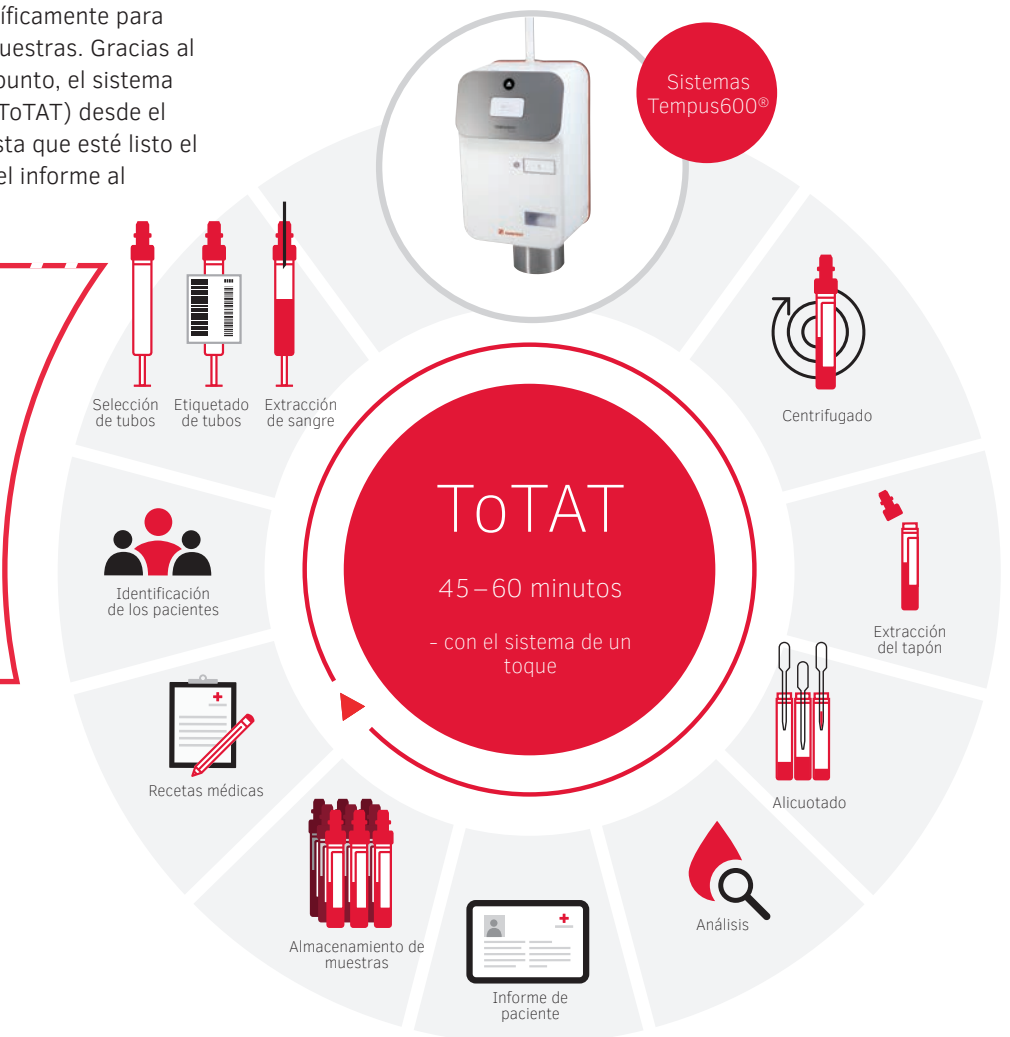 íficamente para
uestras. Gracias al
punto, el sistema
ToTAT) desde el
sta que esté listo el
el informe al
Sistemas
Tempus600®
Selección
de tubos
Etiquetado
de tubos
Extracción
de sangre
Centrifugado
Identificación
de los pacientes
ToTAT
45–60 minutos
- con el sistema de un
toque
Extracción
del tapón
Recetas médicas
Alicuotado
Almacenamiento de
muestras
Análisis
Informe de
paciente